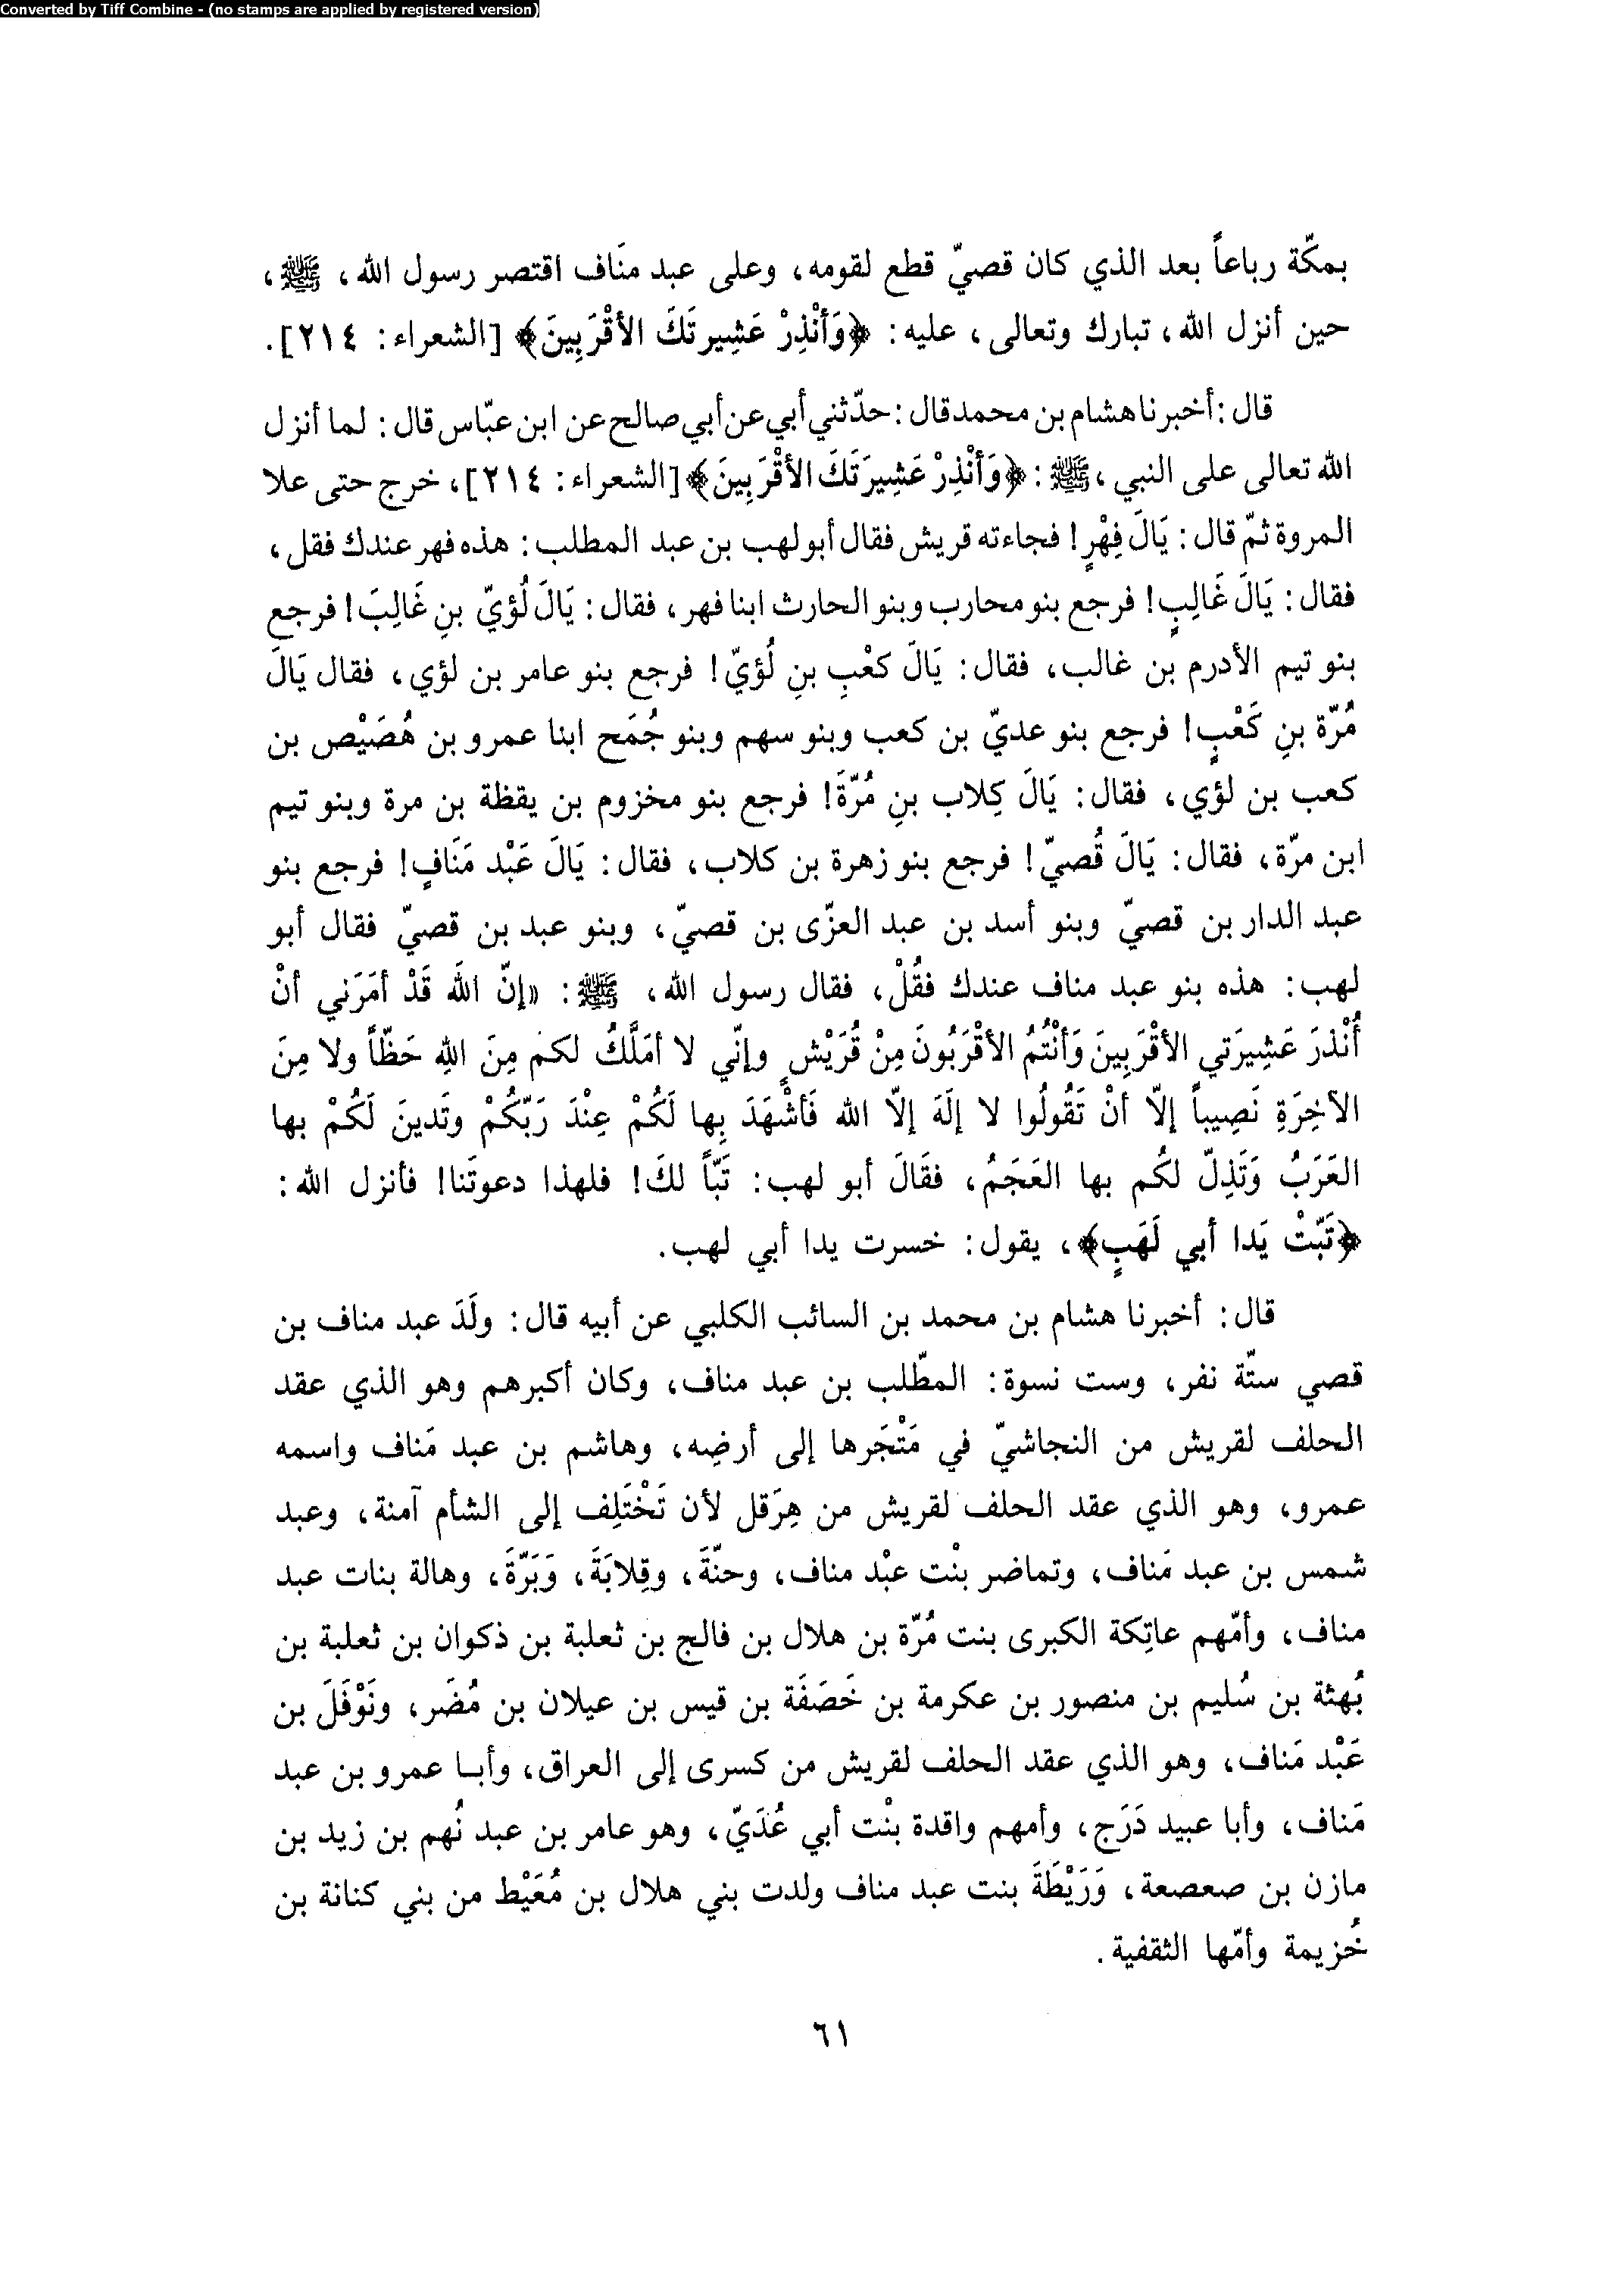 Converted by Tiff Combine - (no stamps are applied by registered version)
بمكّة رباعاً بعد الذي كان قصيّ قطع لقومه، وعلى عبد منَاف اقتصر رسول الله، ﷺ،
حين أنزل الله، تبارك وتعالى، عليه: ﴿وَأَنْذِرْ عَشِيرتَكَ الأقْرَبِينَ﴾ [الشعراء: ٢١٤].
قال: أخبرنا هشام بن محمد قال: حدّثني أبي عن أبي صالح عن ابن عبّاس قال: لما أنزل
الله تعالى على النبي، ﷺ: ﴿وَأَنْذِرْ عَشِيرَتَكَ الأقْرَبِينَ﴾ [الشعراء: ٢١٤]، خرج حتى علا
المروة ثمّ قال: يَالَ فِهْرٍ! فجاءته قريش فقال أبو لهب بن عبد المطلب: هذه فهر عندك فقل،
فقال: يَالَ غَالِبٍ! فرجع بنو محارب وبنو الحارث ابنا فهر، فقال: يَالَ لُؤيّ بنِ غَالِبَ! فرجع
بنو تيم الأدرم بن غالب، فقال: يَالَ كعْبِ بنِ لُؤيّ! فرجع بنو عامر بن لؤي، فقال يَالَ
مُرّة بنِ كَعْبٍ! فرجع بنو عديّ بن كعب وبنو سهم وبنو جُمَح ابنا عمرو بن هُصَيْص بن
كعب بن لؤي، فقال: يَالَ كِلاب بنِ مُرّةَ! فرجع بنو مخزوم بن يقظة بن مرة وبنو تيم
ابن مرّة، فقال: يَالَ قُصيّ! فرجع بنو زهرة بن كلاب، فقال: يَالَ عَبْد مَنَافٍ! فرجع بنو
عبد الدار بن قصيّ وبنو أسد بن عبد العزّى بن قصيّ، وبنو عبد بن قصيّ فقال أبو
لهب: هذه بنو عبد مناف عندك فقُلْ، فقال رسول الله، ﷺ: «إنّ اللهَ قَدْ أمَرَني أنْ
أُنْذرَ عَشِيرَتي الأقْرَبِينَ وَأنْتُمُ الأقْرَبُونَ مِنْ قُرَيْشٍ وإنّي لا أمَلَّكُ لكم مِنَ اللهِ حَظّاً ولا مِنَ
الآخِرَةِ نَصِيباً إلاّ أنْ تَقُولُوا لا إلَهَ إلاّ الله فَأشْهَدَ بِها لَكُمْ عِنْدَ رَبّكُمْ وتَدينَ لَكُمْ بها
العَرَبُ وَتَذِلّ لكُم بها العَجَمُ، فقَالَ أبو لهب: تَبّاً لكَ! فلهذا دعوتَنا! فأنزل الله:
﴿تَبّتْ يَدا أبي لَهَبٍ﴾، يقول: خسرت يدا أبي لهب.
قال: أخبرنا هشام بن محمد بن السائب الكلبي عن أبيه قال: ولَدَ عبد مناف بن
قصي ستّة نفر، وست نسوة: المطّلب بن عبد مناف، وكان أكبرهم وهو الذي عقد
الحلف لقريش من النجاشيّ في مَتْجَرها إلى أرضِه، وهاشم بن عبد مَناف واسمه
عمرو، وهو الذي عقد الحلف لقريش من هِرَقل لأن تَخْتَلِف إلى الشأم آمنة، وعبد
شمس بن عبد مَناف، وتماضر بنْت عبْد مناف، وحنّةَ، وقِلابَةَ، وَبَرّةَ، وهالة بنات عبد
مناف، وأمّهم عاتِكة الكبرى بنت مُرّة بن هلال بن فالج بن ثعلبة بن ذكوان بن ثعلبة بن
بُهثة بن سُليم بن منصور بن عكرمة بن خَصَفَة بن قيس بن عيلان بن مُضَر، ونَوْفَلَ بن
عَبْد مَناف، وهو الذي عقد الحلف لقريش من كسرى إلى العراق، وأبا عمرو بن عبد
مَناف، وأبا عبيد دَرَج، وأمهم واقدة بنْت أبي عُدَيّ، وهو عامر بن عبد نُهم بن زيد بن
مازن بن صعصعة، وَرَيْطَةَ بنت عبد مناف ولدت بني هلال بن مُعَيْط من بني كنانة بن
خُزيمة وأمّها الثقفية.
٦١